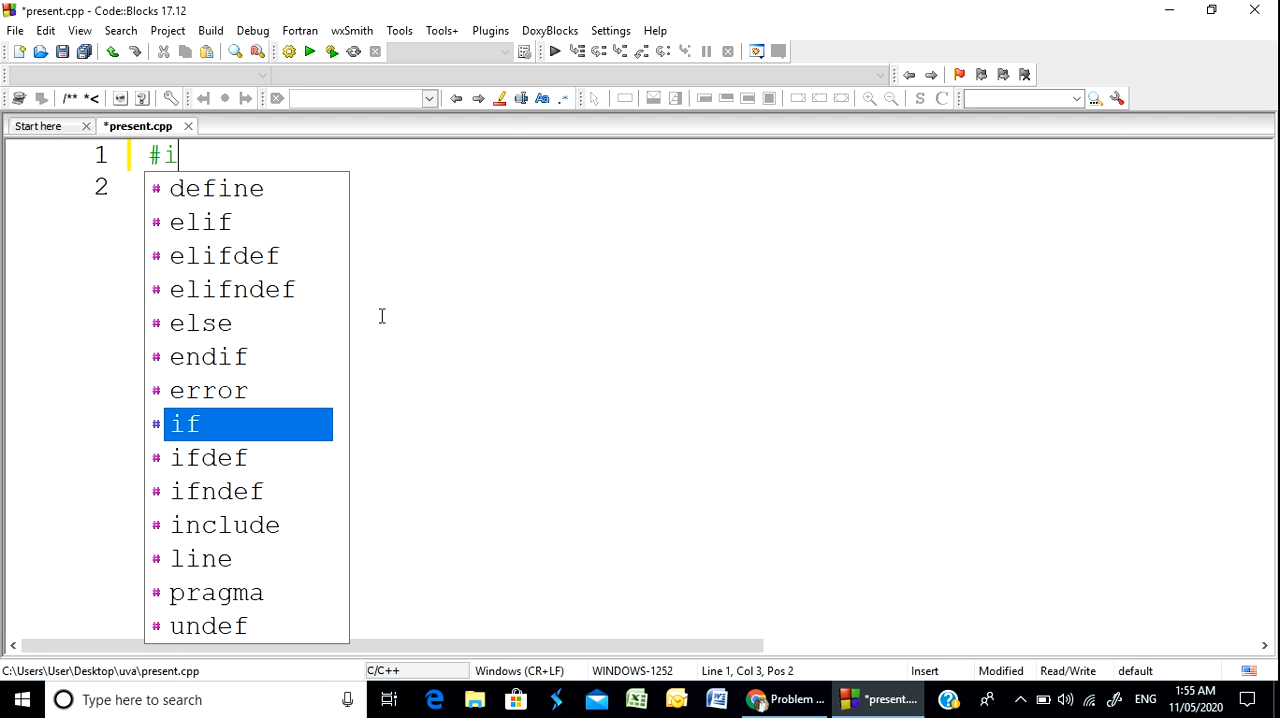 *present.cpp - Code::Blocks 17.12
File Edit View Search Project Build Debug Fortran wxSmith Tools Tools+ Plugins DoxyBlocks Settings Help
/** *<
S C
Start here *present.cpp
1 #i
2
# define
# elif
# elifdef
# elifndef
# else
# endif
# error
# if
# ifdef
# ifndef
# include
# line
# pragma
# undef
C:\Users\User\Desktop\uva\present.cpp C/C++ Windows (CR+LF) WINDOWS-1252 Line 1, Col 3, Pos 2 Insert Modified Read/Write default
Type here to search Problem ... *present.... ENG 1:55 AM
11/05/2020